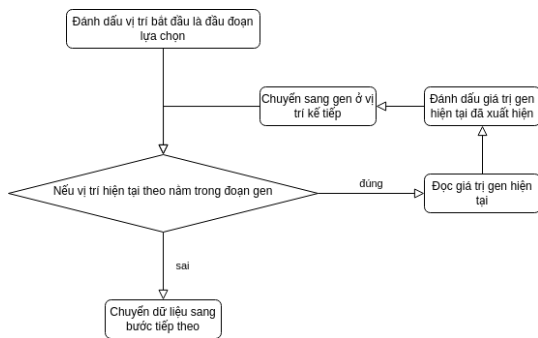 Đánh dấu vị trí bắt đầu là đầu đoạn
lựa chọn
Chuyển sang gen ở vị
trí kế tiếp
Đánh dấu giá trị gen
hiện tại đã xuất hiện
Nếu vị trí hiện tại theo nằm trong đoạn gen
đúng
Đọc giá trị gen hiện
tại
sai
Chuyển dữ liệu sang
bước tiếp theo